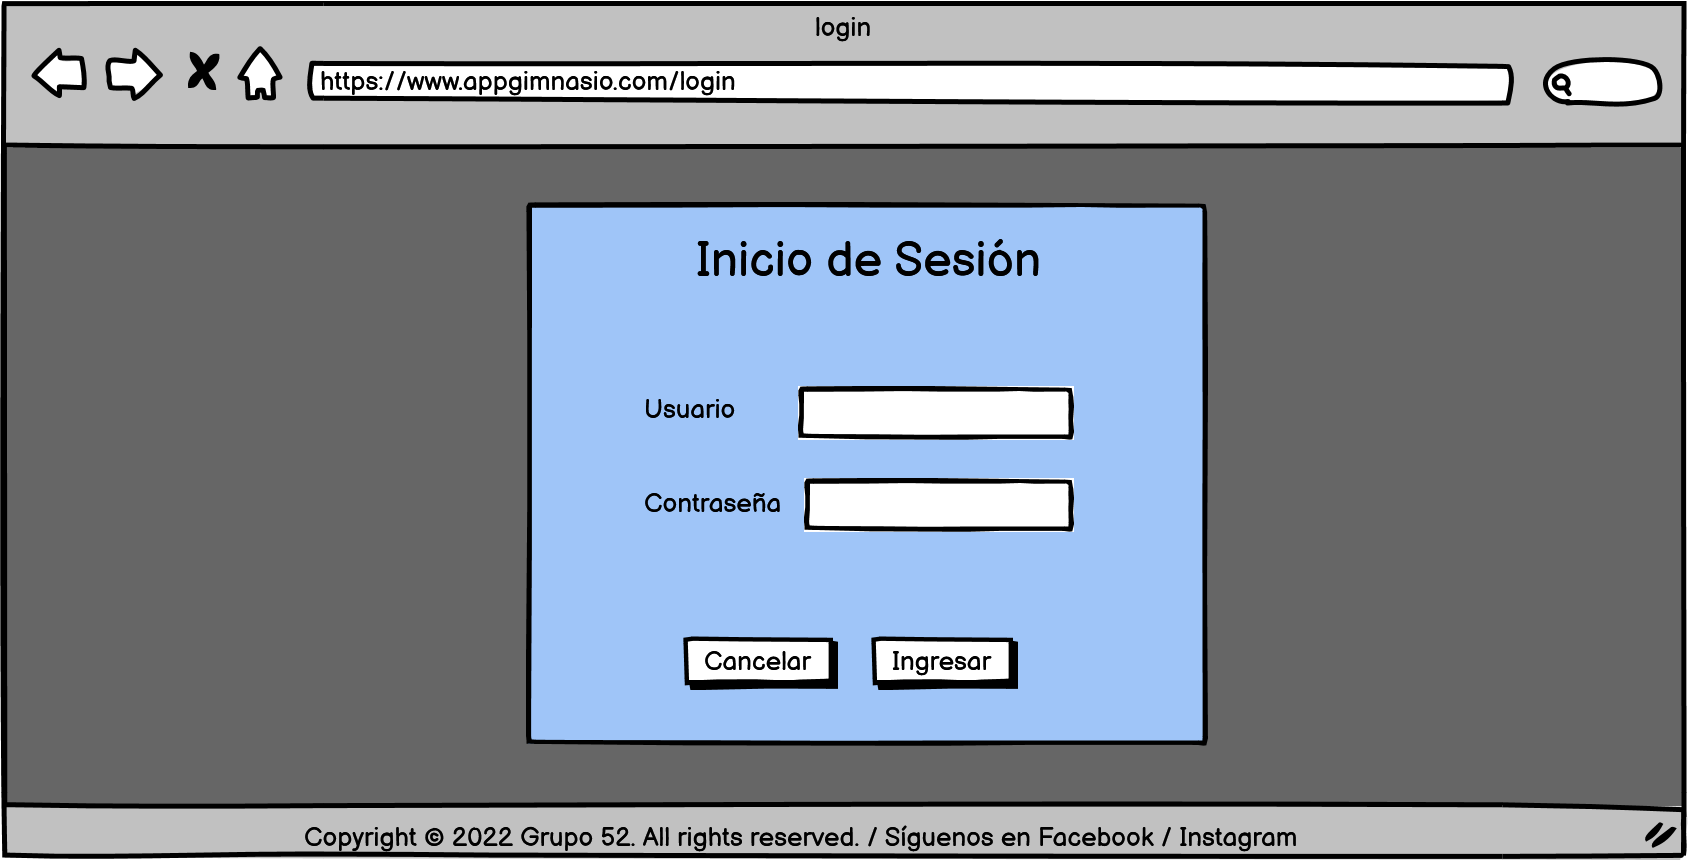 login
https://www.appgimnasio.com/login
Inicio de Sesión
Usuario
Contraseña
Cancelar
Ingresar
Copyright © 2022 Grupo 52. All rights reserved. / Síguenos en Facebook / Instagram